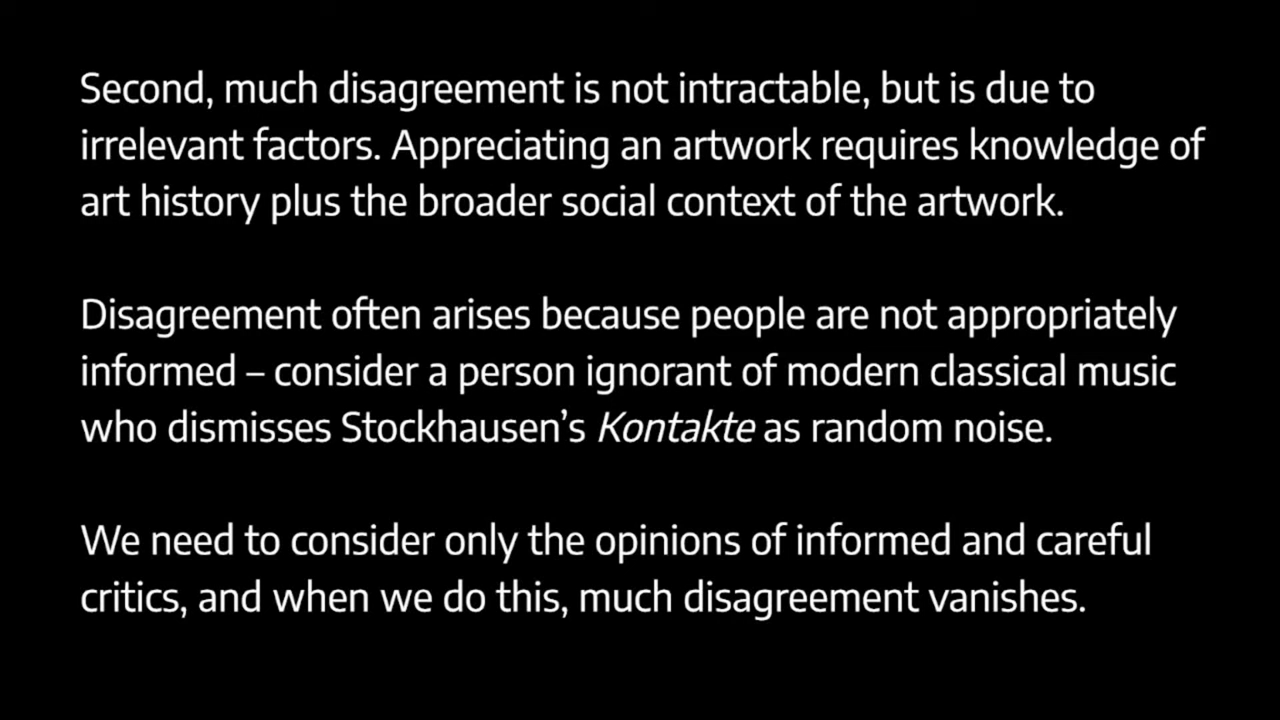 Second, much disagreement is not intractable, but is due to
irrelevant factors. Appreciating an artwork requires knowledge of
art history plus the broader social context of the artwork.
Disagreement often arises because people are not appropriately
informed – consider a person ignorant of modern classical music
who dismisses Stockhausen’s Kontakte as random noise.
We need to consider only the opinions of informed and careful
critics, and when we do this, much disagreement vanishes.